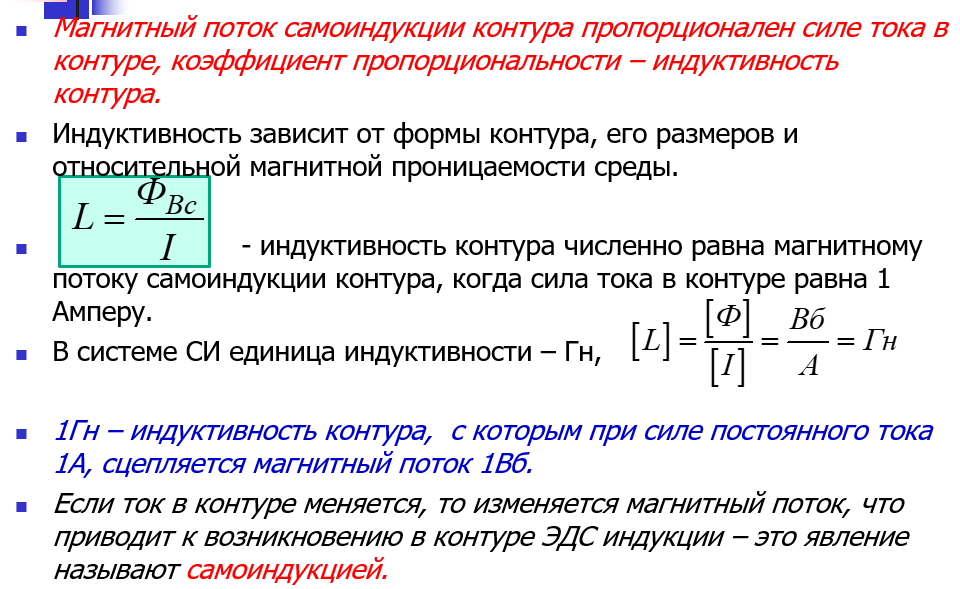 Магнитный поток самоиндукции контура пропорционален силе тока в
контуре, коэффициент пропорциональности – индуктивность
контура.
Индуктивность зависит от формы контура, его размеров и
относительной магнитной проницаемости среды.
L = Ф_Вс / I
- индуктивность контура численно равна магнитному
потоку самоиндукции контура, когда сила тока в контуре равна 1
Амперу.
В системе СИ единица индуктивности – Гн, [L] = [Ф] / [I] = Вб / А = Гн
1Гн – индуктивность контура, с которым при силе постоянного тока
1А, сцепляется магнитный поток 1Вб.
Если ток в контуре меняется, то изменяется магнитный поток, что
приводит к возникновению в контуре ЭДС индукции – это явление
называют самоиндукцией.